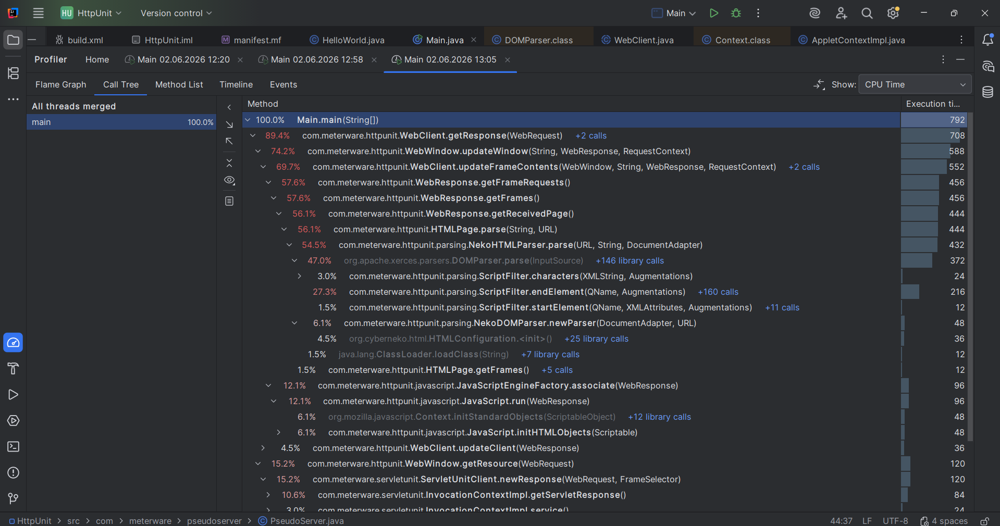 HU HttpUnit Version control Main
build.xml HttpUnit.iml manifest.mf HelloWorld.java Main.java DOMParser.class WebClient.java Context.class AppletContextImpl.java
Profiler Home Main 02.06.2026 12:20 Main 02.06.2026 12:58 Main 02.06.2026 13:05
Flame Graph Call Tree Method List Timeline Events Show: CPU Time
All threads merged
main 100.0%
Method Execution ti...
100.0% Main.main(String[]) 792
89.4% com.meterware.httpunit.WebClient.getResponse(WebRequest) +2 calls 708
74.2% com.meterware.httpunit.WebWindow.updateWindow(String, WebResponse, RequestContext) 588
69.7% com.meterware.httpunit.WebClient.updateFrameContents(WebWindow, String, WebResponse, RequestContext) +2 calls 552
57.6% com.meterware.httpunit.WebResponse.getFrameRequests() 456
57.6% com.meterware.httpunit.WebResponse.getFrames() 456
56.1% com.meterware.httpunit.WebResponse.getReceivedPage() 444
56.1% com.meterware.httpunit.HTMLPage.parse(String, URL) 444
54.5% com.meterware.httpunit.parsing.NekoHTMLParser.parse(URL, String, DocumentAdapter) 432
47.0% org.apache.xerces.parsers.DOMParser.parse(InputSource) +146 library calls 372
3.0% com.meterware.httpunit.parsing.ScriptFilter.characters(XMLString, Augmentations) 24
27.3% com.meterware.httpunit.parsing.ScriptFilter.endElement(QName, Augmentations) +160 calls 216
1.5% com.meterware.httpunit.parsing.ScriptFilter.startElement(QName, XMLAttributes, Augmentations) +11 calls 12
6.1% com.meterware.httpunit.parsing.NekoDOMParser.newParser(DocumentAdapter, URL) 48
4.5% org.cyberneko.html.HTMLConfiguration.<init>() +25 library calls 36
1.5% java.lang.ClassLoader.loadClass(String) +7 library calls 12
1.5% com.meterware.httpunit.HTMLPage.getFrames() +5 calls 12
12.1% com.meterware.httpunit.javascript.JavaScriptEngineFactory.associate(WebResponse) 96
12.1% com.meterware.httpunit.javascript.JavaScript.run(WebResponse) 96
6.1% org.mozilla.javascript.Context.initStandardObjects(ScriptableObject) +12 library calls 48
6.1% com.meterware.httpunit.javascript.JavaScript.initHTMLObjects(Scriptable) 48
4.5% com.meterware.httpunit.WebClient.updateClient(WebResponse) 36
15.2% com.meterware.httpunit.WebWindow.getResource(WebRequest) 120
15.2% com.meterware.servletunit.ServletUnitClient.newResponse(WebRequest, FrameSelector) 120
10.6% com.meterware.servletunit.InvocationContextImpl.getServletResponse() 84
3.0% com.meterware.servletunit.InvocationContextImpl.service() 24
HttpUnit > src > com > meterware > pseudoserver > PseudoServer.java 44:37 LF UTF-8 4 spaces